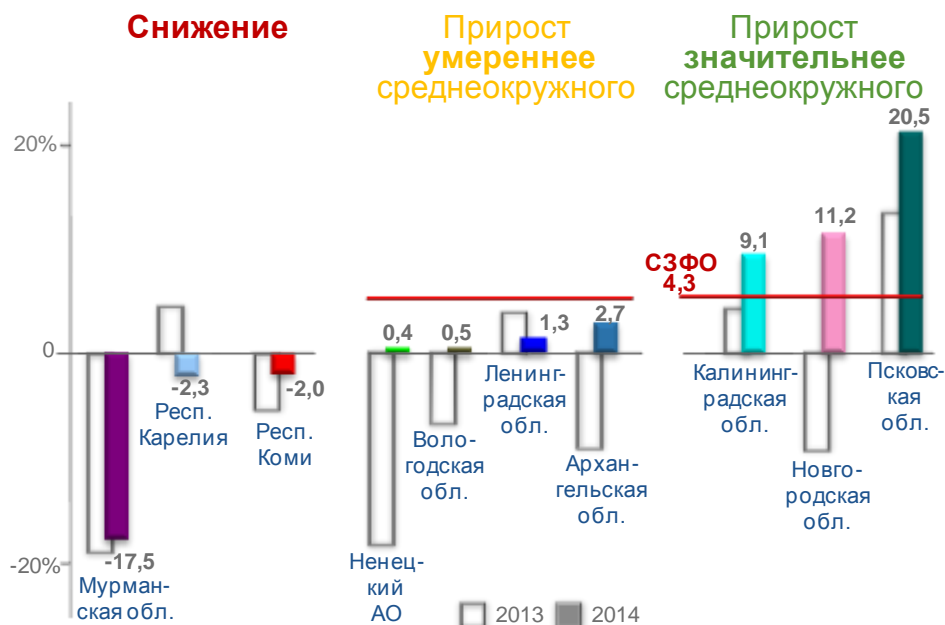 Снижение
Прирост
умереннее
среднеокружного
Прирост
значительнее
среднеокружного
20%
0
-20%
-17,5
Мурман-
ская обл.
-2,3
Респ.
Карелия
-2,0
Респ.
Коми
0,4
Ненец-
кий
АО
0,5
Воло-
годская
обл.
1,3
Ленинг-
радская
обл.
2,7
Архан-
гельская
обл.
СЗФО
4,3
9,1
Калининг-
радская
обл.
11,2
Новго-
родская
обл.
20,5
Псковс-
кая
обл.
2013
2014